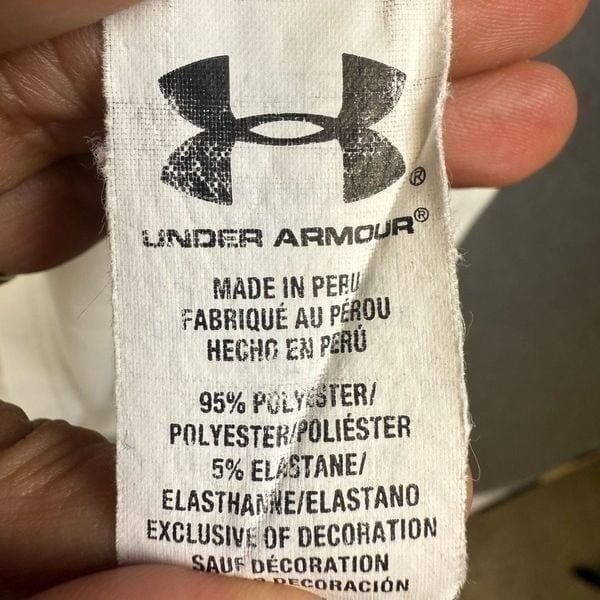 ®
UNDER ARMOUR®
MADE IN PERU
FABRIQUÉ AU PÉROU
HECHO EN PERÚ
95% POLYESTER/
POLYESTER/POLIÉSTER
5% ELASTANE/
ELASTHANNE/ELASTANO
EXCLUSIVE OF DECORATION
SAUF DÉCORATION
DECORACIÓN